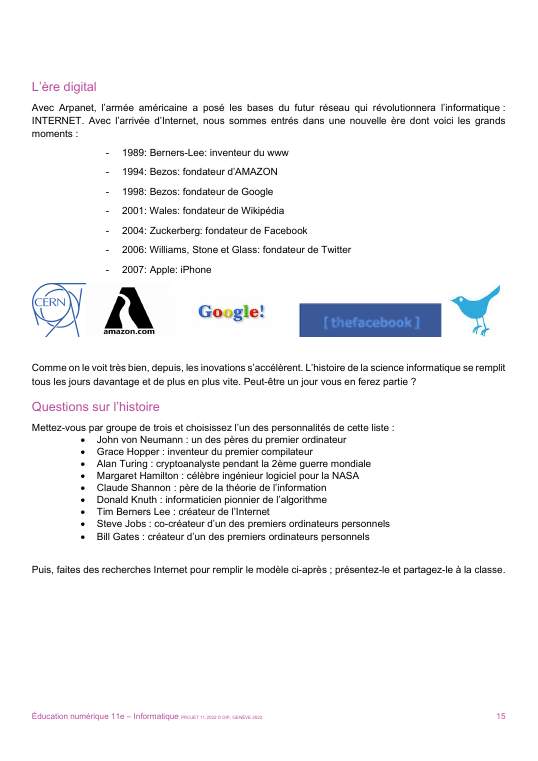 L’ère digital
Avec Arpanet, l’armée américaine a posé les bases du futur réseau qui révolutionnera l’informatique :
INTERNET. Avec l’arrivée d’Internet, nous sommes entrés dans une nouvelle ère dont voici les grands
moments :
- 1989: Berners-Lee: inventeur du www
- 1994: Bezos: fondateur d’AMAZON
- 1998: Bezos: fondateur de Google
- 2001: Wales: fondateur de Wikipédia
- 2004: Zuckerberg: fondateur de Facebook
- 2006: Williams, Stone et Glass: fondateur de Twitter
- 2007: Apple: iPhone
CERN
amazon.com
Google!
[ thefacebook ]
Comme on le voit très bien, depuis, les inovations s’accélèrent. L’histoire de la science informatique se remplit
tous les jours davantage et de plus en plus vite. Peut-être un jour vous en ferez partie ?
Questions sur l’histoire
Mettez-vous par groupe de trois et choisissez l’un des personnalités de cette liste :
• John von Neumann : un des pères du premier ordinateur
• Grace Hopper : inventeur du premier compilateur
• Alan Turing : cryptoanalyste pendant la 2ème guerre mondiale
• Margaret Hamilton : célèbre ingénieur logiciel pour la NASA
• Claude Shannon : père de la théorie de l’information
• Donald Knuth : informaticien pionnier de l’algorithme
• Tim Berners Lee : créateur de l’Internet
• Steve Jobs : co-créateur d’un des premiers ordinateurs personnels
• Bill Gates : créateur d’un des premiers ordinateurs personnels
Puis, faites des recherches Internet pour remplir le modèle ci-après ; présentez-le et partagez-le à la classe.
Éducation numérique 11e – Informatique PROJET 11.2022 © DIP, GENÈVE 2022 15